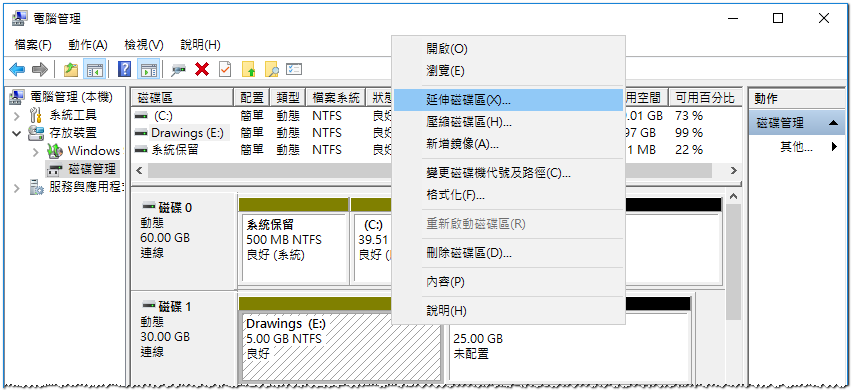 電腦管理
檔案(F) 動作(A) 檢視(V) 說明(H)
電腦管理 (本機)
系統工具
存放裝置
Windows
磁碟管理
服務與應用程式
磁碟區 配置 類型 檔案系統 狀態
(C:) 簡單 動態 NTFS 良好
Drawings (E:) 簡單 動態 NTFS 良好
系統保留 簡單 動態 NTFS 良好
用空間 可用百分比
.01 GB 73 %
97 GB 99 %
1 MB 22 %
動作
磁碟管理
其他...
開啟(O)
瀏覽(E)
延伸磁碟區(X)...
壓縮磁碟區(H)...
新增鏡像(A)...
變更磁碟機代號及路徑(C)...
格式化(F)...
重新啟動磁碟區(R)
刪除磁碟區(D)...
內容(P)
說明(H)
磁碟 0
動態
60.00 GB
連線
系統保留
500 MB NTFS
良好 (系統)
(C:)
39.51
良好 (
磁碟 1
動態
30.00 GB
連線
Drawings (E:)
5.00 GB NTFS
良好
25.00 GB
未配置